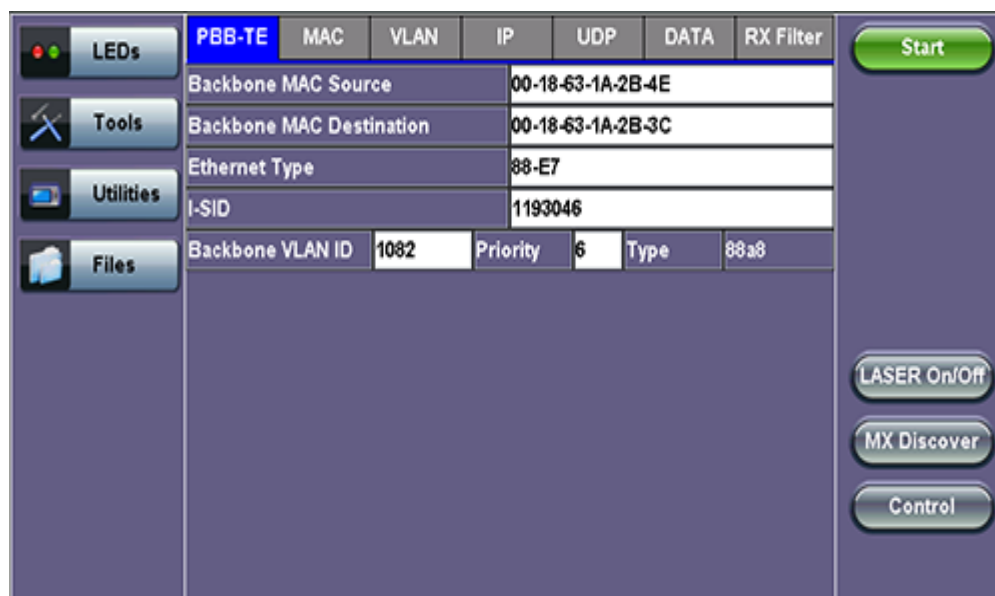 LEDs
Tools
Utilities
Files
PBB-TE MAC VLAN IP UDP DATA RX Filter
Backbone MAC Source 00-18-63-1A-2B-4E
Backbone MAC Destination 00-18-63-1A-2B-3C
Ethernet Type 88-E7
I-SID 1193046
Backbone VLAN ID 1082 Priority 6 Type 88a8
Start
LASER On/Off
MX Discover
Control